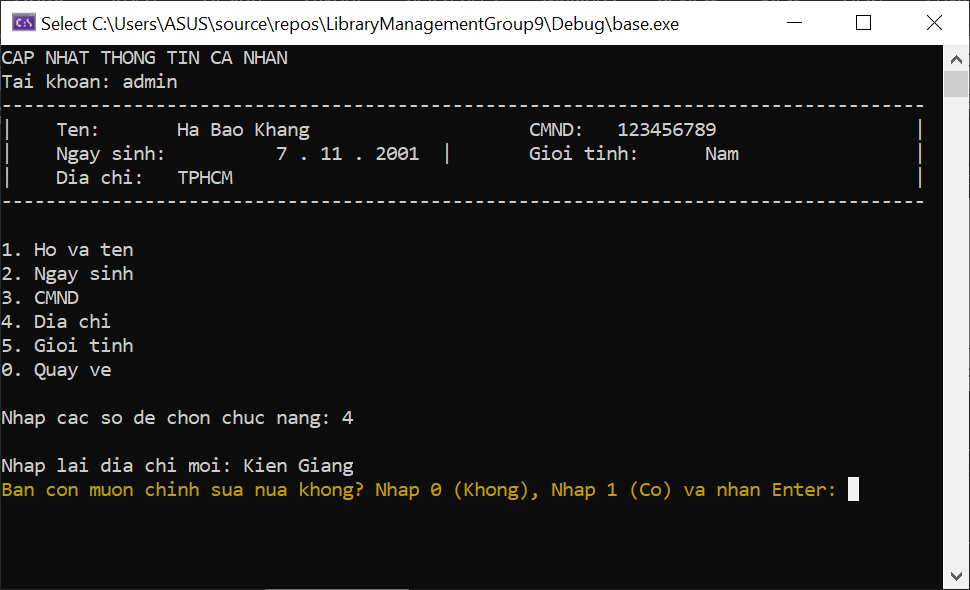 Select C:\Users\ASUS\source\repos\LibraryManagementGroup9\Debug\base.exe
CAP NHAT THONG TIN CA NHAN
Tai khoan: admin
------------------------------------------------------------------------------------
|    Ten:       Ha Bao Khang                    CMND:   123456789                  |
|    Ngay sinh:          7 . 11 . 2001  |       Gioi tinh:      Nam                |
|    Dia chi:   TPHCM                                                              |
------------------------------------------------------------------------------------
1. Ho va ten
2. Ngay sinh
3. CMND
4. Dia chi
5. Gioi tinh
0. Quay ve
Nhap cac so de chon chuc nang: 4
Nhap lai dia chi moi: Kien Giang
Ban con muon chinh sua nua khong? Nhap 0 (Khong), Nhap 1 (Co) va nhan Enter: